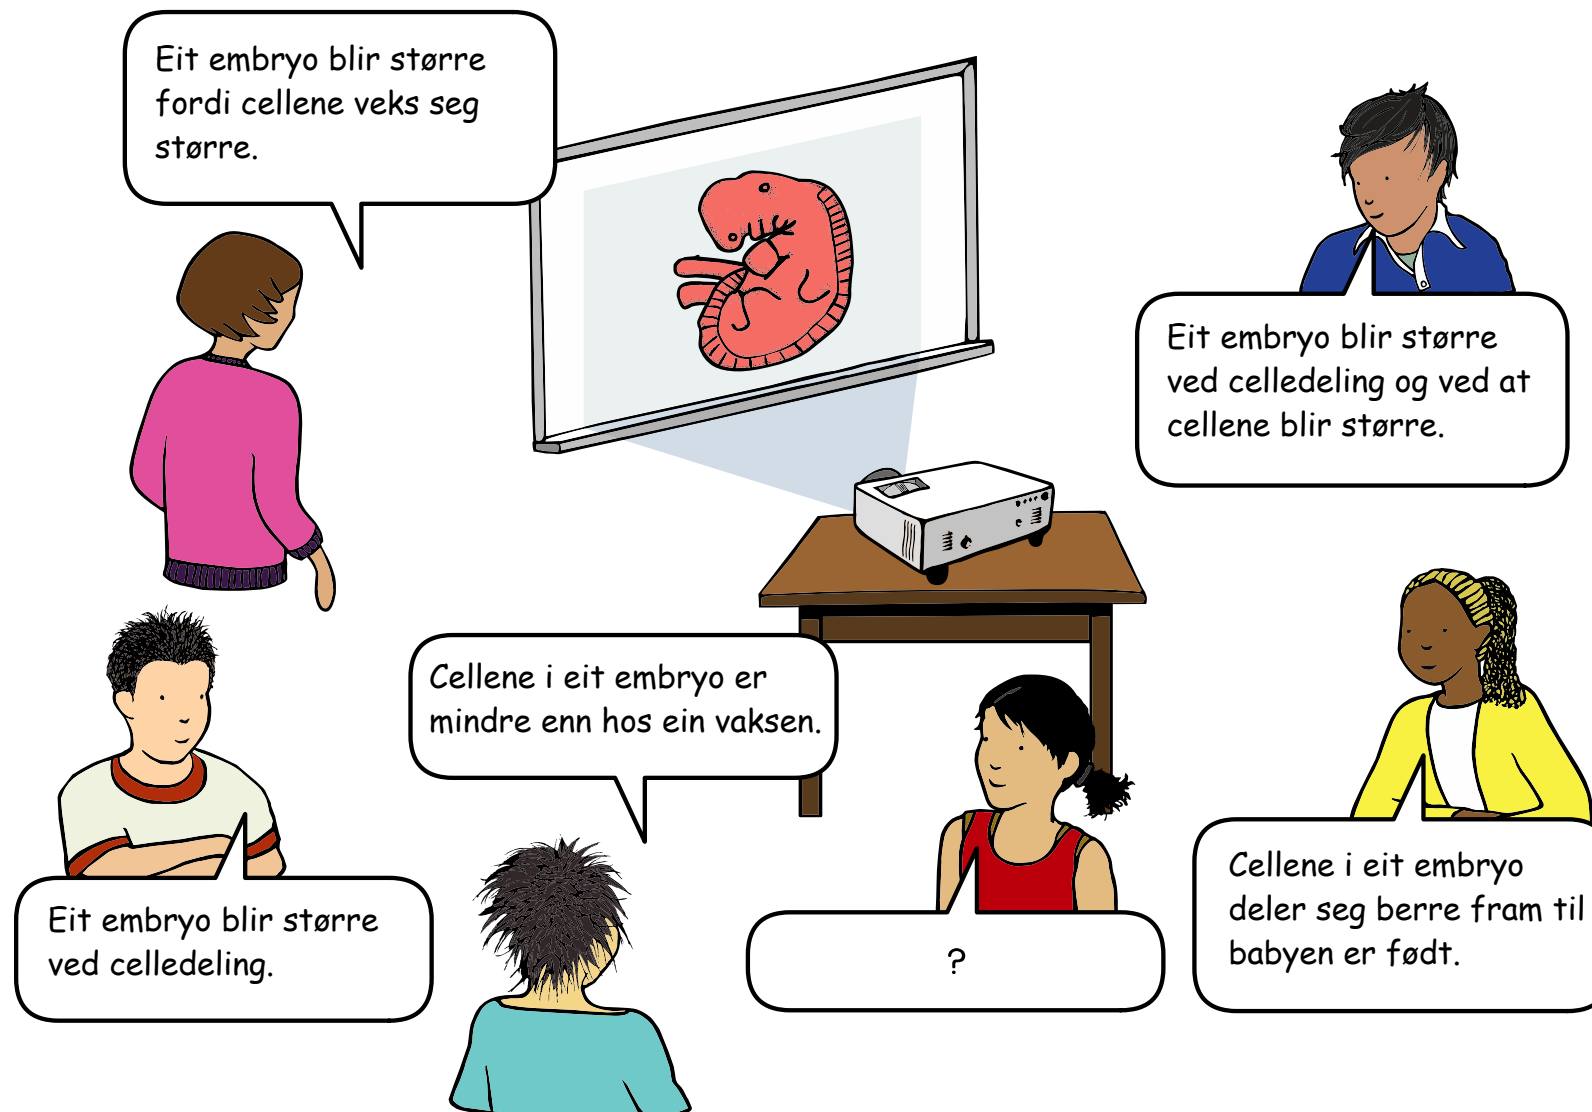 Eit embryo blir større
fordi cellene veks seg
større.
Eit embryo blir større
ved celledeling og ved at
cellene blir større.
Cellene i eit embryo er
mindre enn hos ein vaksen.
Eit embryo blir større
ved celledeling.
?
Cellene i eit embryo
deler seg berre fram til
babyen er født.